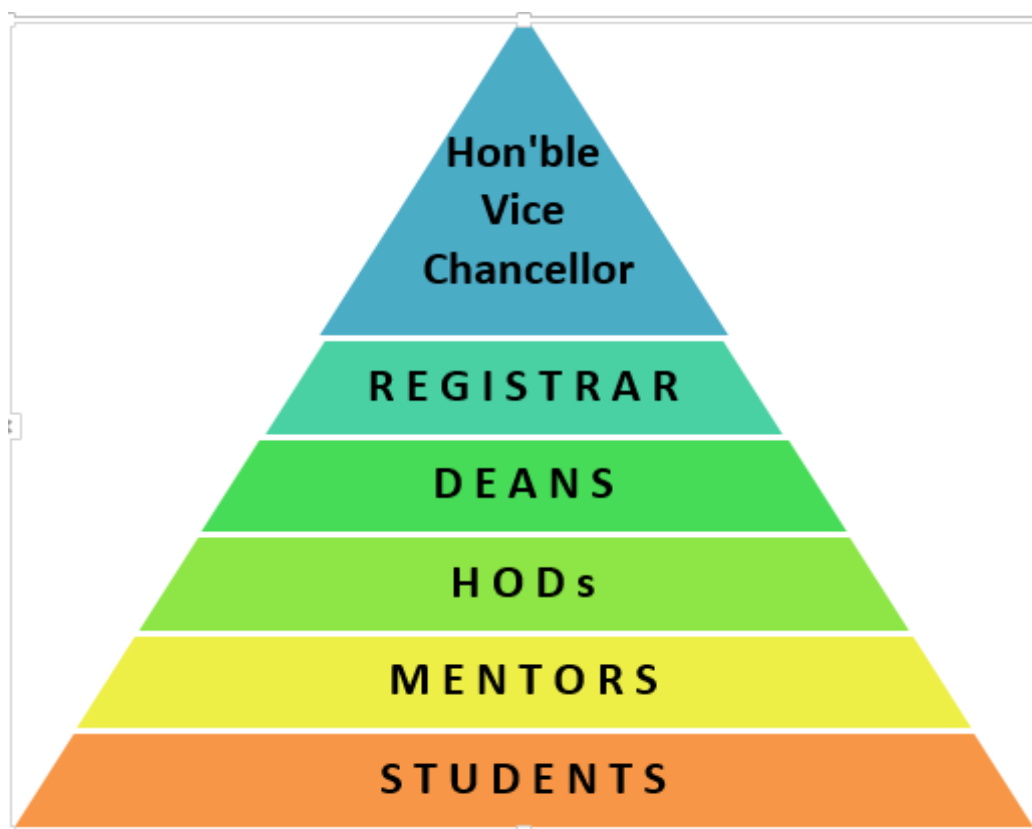 Hon'ble
Vice
Chancellor
REGISTRAR
DEANS
HODs
MENTORS
STUDENTS